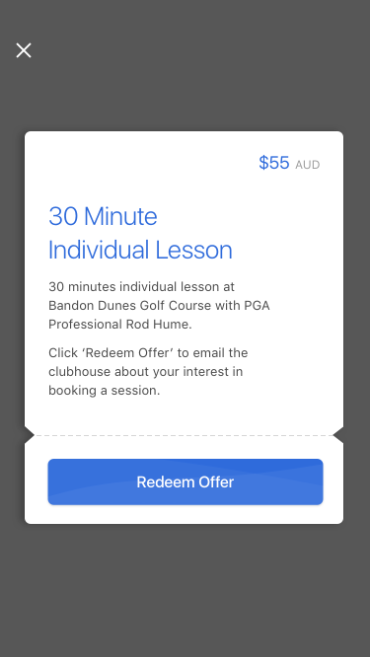 $55 AUD
30 Minute
Individual Lesson
30 minutes individual lesson at
Bandon Dunes Golf Course with PGA
Professional Rod Hume.
Click ‘Redeem Offer’ to email the
clubhouse about your interest in
booking a session.
Redeem Offer